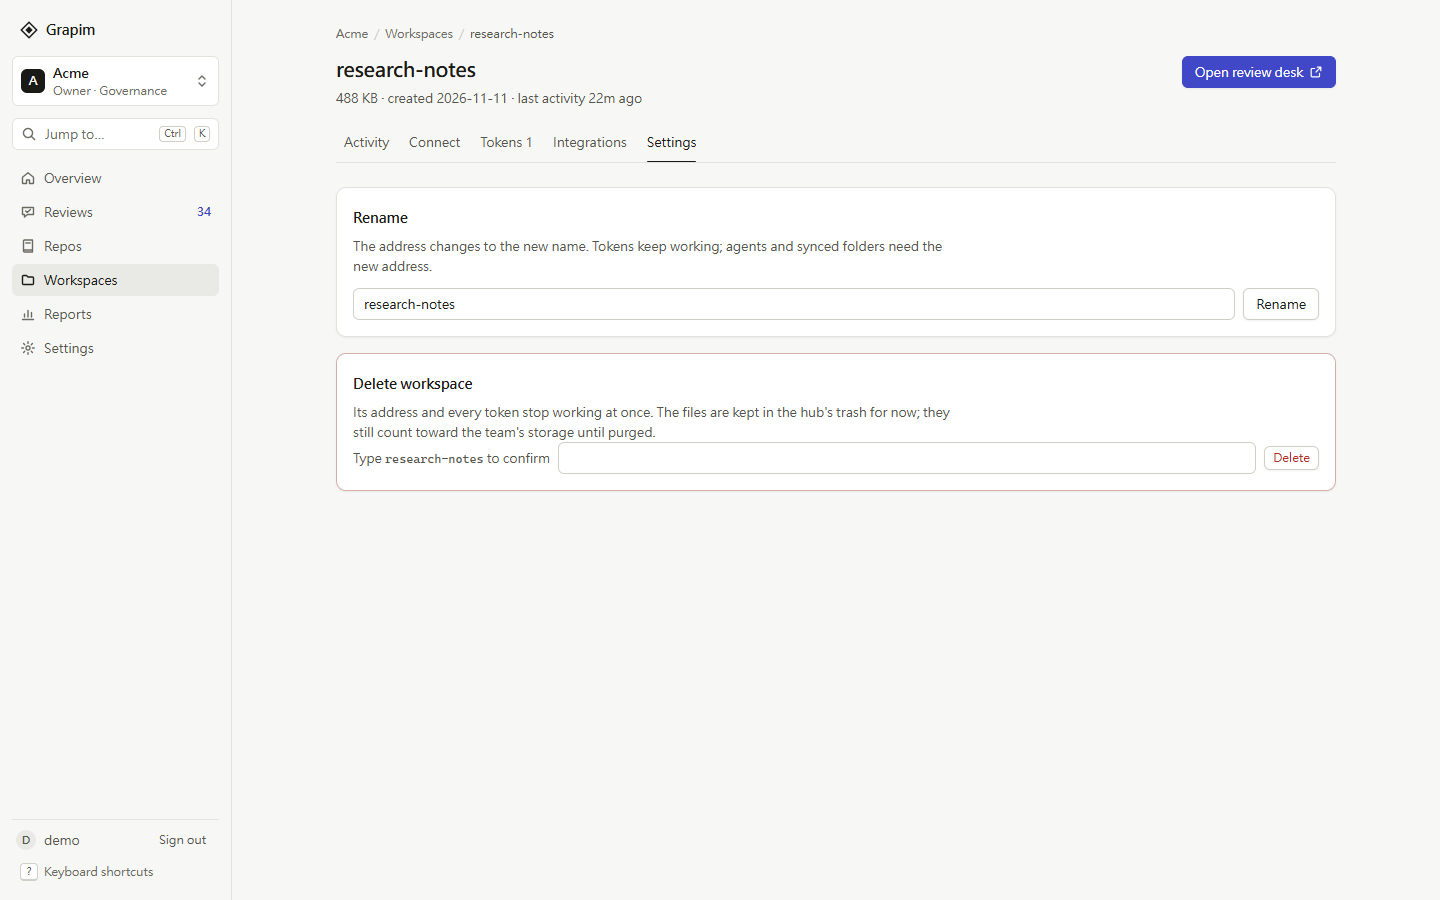 Grapim
A
Acme
Owner · Governance
Jump to...
Ctrl
K
Overview
Reviews
34
Repos
Workspaces
Reports
Settings
D
demo
Sign out
?
Keyboard shortcuts
Acme / Workspaces / research-notes
research-notes
Open review desk
488 KB · created 2026-11-11 · last activity 22m ago
Activity
Connect
Tokens 1
Integrations
Settings
Rename
The address changes to the new name. Tokens keep working; agents and synced folders need the
new address.
research-notes
Rename
Delete workspace
Its address and every token stop working at once. The files are kept in the hub's trash for now; they
still count toward the team's storage until purged.
Type research-notes to confirm
Delete